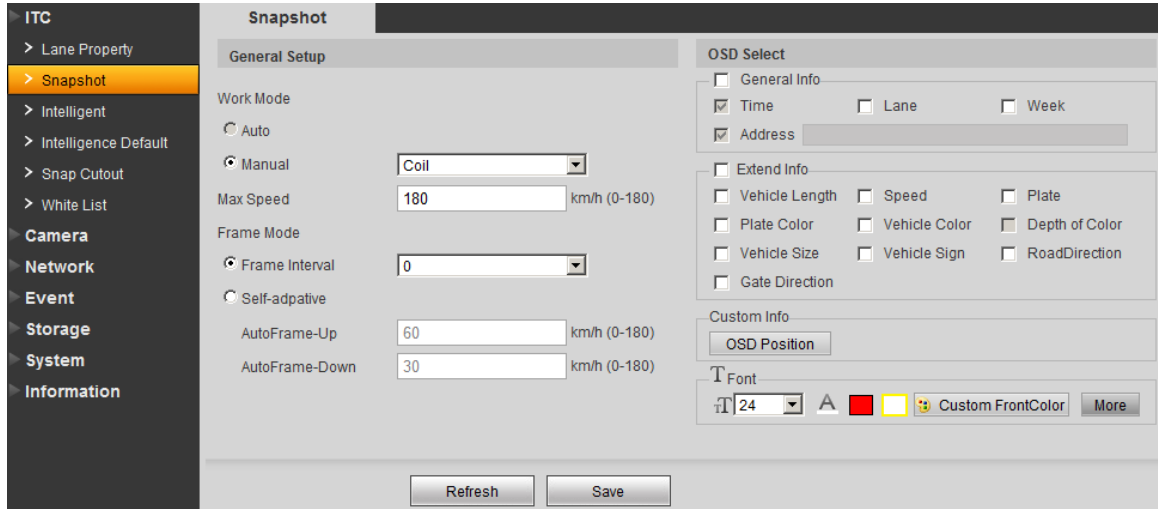 ITC
> Lane Property
> Snapshot
> Intelligent
> Intelligence Default
> Snap Cutout
> White List
Camera
Network
Event
Storage
System
Information
Snapshot
General Setup
Work Mode
Auto
Manual Coil
Max Speed 180 km/h (0-180)
Frame Mode
Frame Interval 0
Self-adpative
AutoFrame-Up 60 km/h (0-180)
AutoFrame-Down 30 km/h (0-180)
Refresh Save
OSD Select
General Info
Time Lane Week
Address
Extend Info
Vehicle Length Speed Plate
Plate Color Vehicle Color Depth of Color
Vehicle Size Vehicle Sign RoadDirection
Gate Direction
Custom Info
OSD Position
T Font
TT 24 A Custom FrontColor More